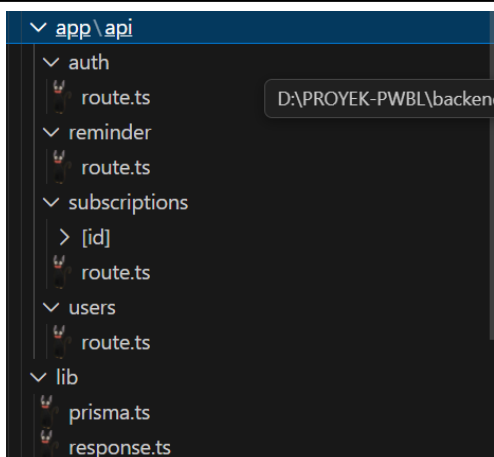 app\api
auth
route.ts
D:\PROYEK-PWBL\backend
reminder
route.ts
subscriptions
[id]
route.ts
users
route.ts
lib
prisma.ts
response.ts